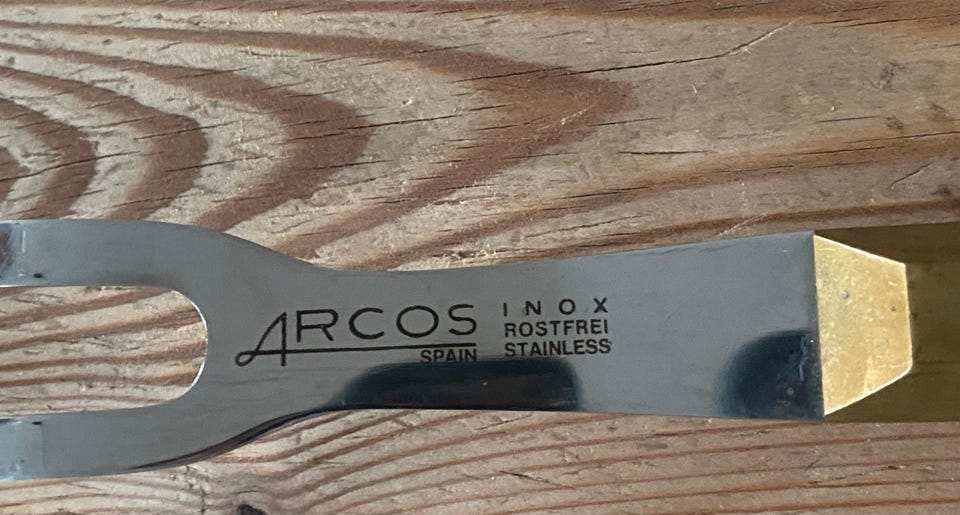 ARCOS
SPAIN
INOX
ROSTFREI
STAINLESS